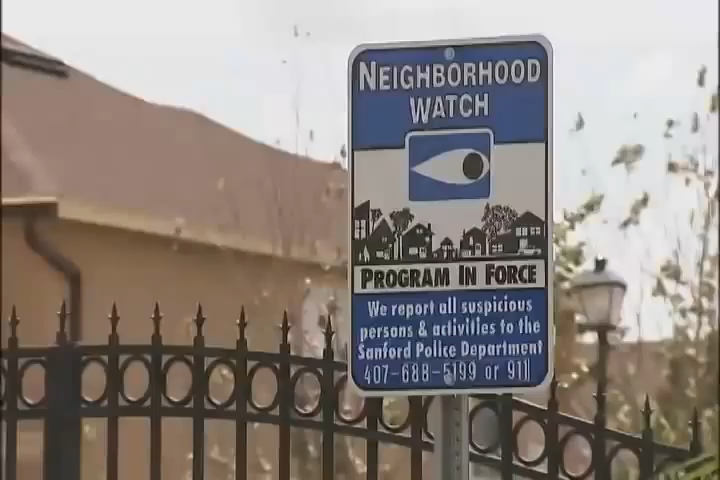 NEIGHBORHOOD
WATCH
PROGRAM IN FORCE
We report all suspicious
persons & activities to the
Sanford Police Department
407-688-5199 or 911